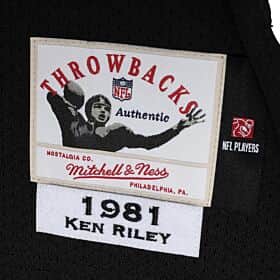 THROWBACKS
NFL
Authentic
NOSTALGIA CO.
Mitchell & Ness
PHILADELPHIA, PA.
NFL PLAYERS
1981
KEN RILEY